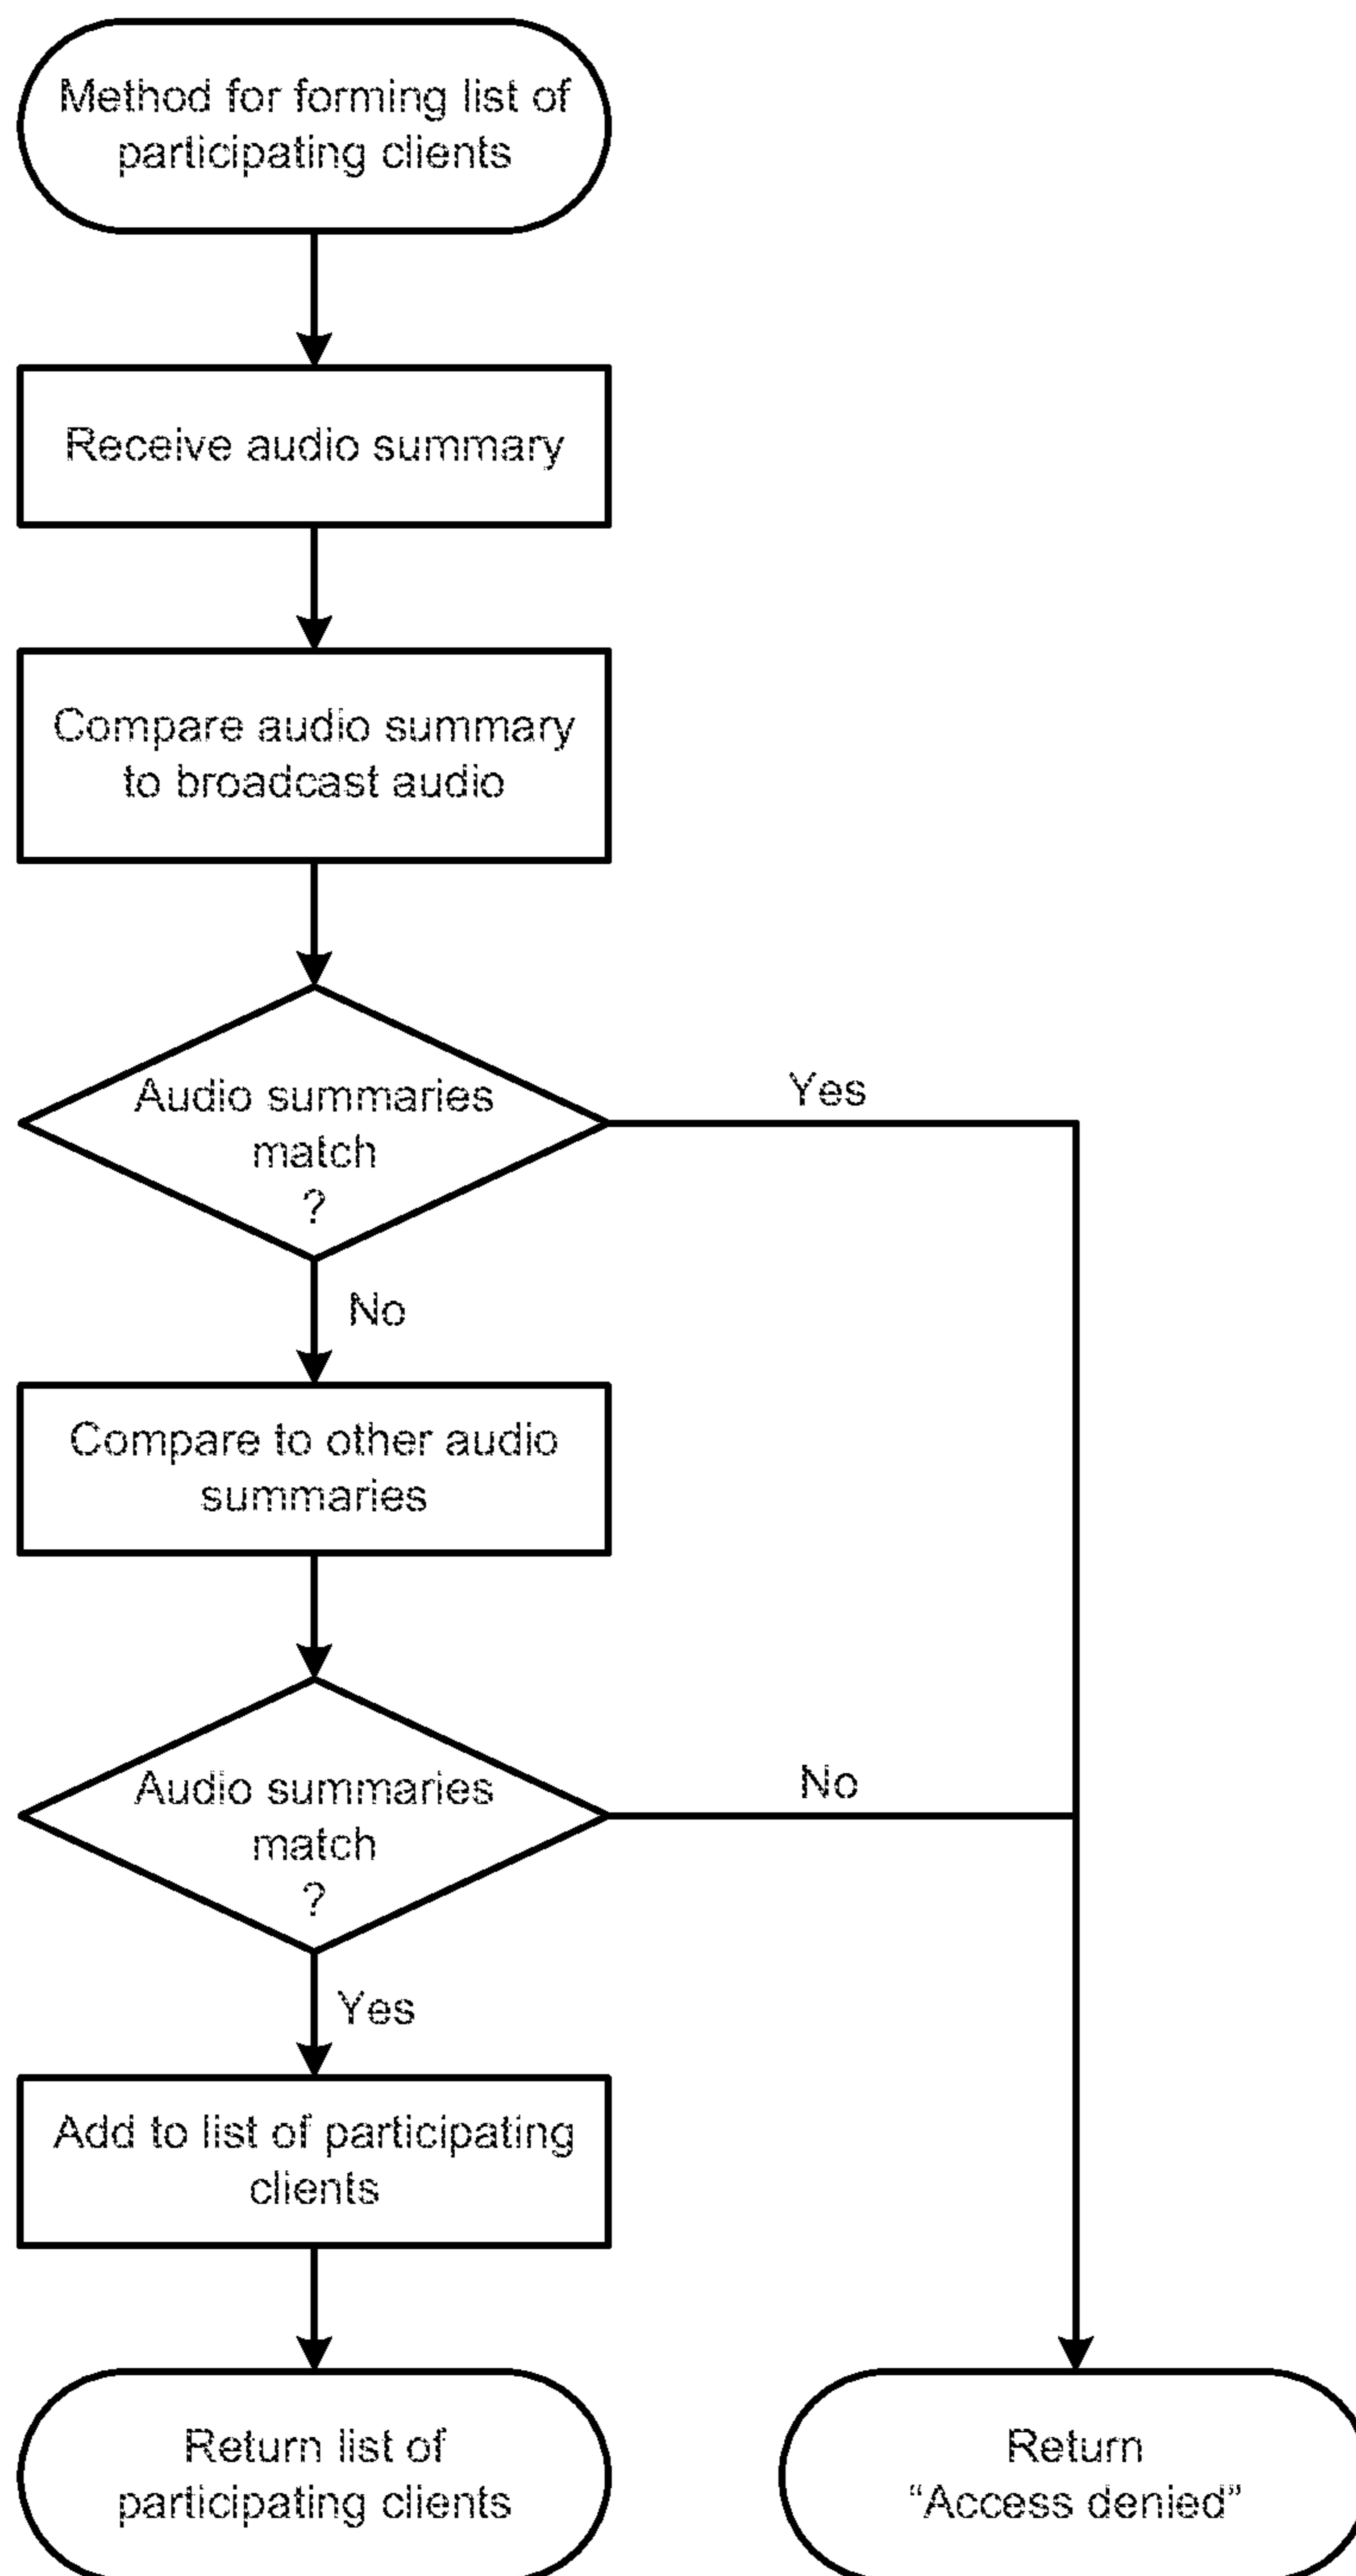 Method for forming list of
participating clients
Receive audio summary
Compare audio summary
to broadcast audio
Audio summaries
match
?
Yes
No
Compare to other audio
summaries
Audio summaries
match
?
No
Yes
Add to list of participating
clients
Return list of
participating clients
Return
“Access denied”